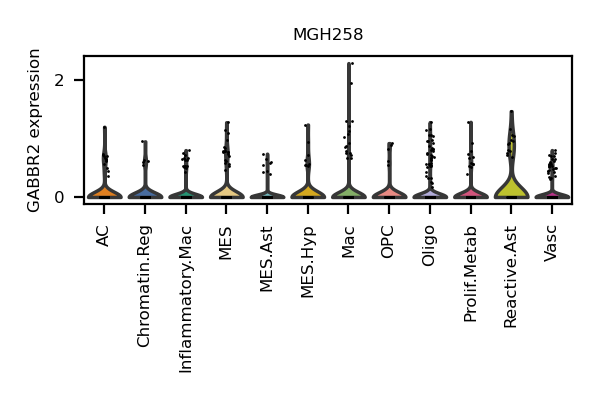 MGH258
GABBR2 expression
2
0
AC
Chromatin.Reg
Inflammatory.Mac
MES
MES.Ast
MES.Hyp
Mac
OPC
Oligo
Prolif.Metab
Reactive.Ast
Vasc